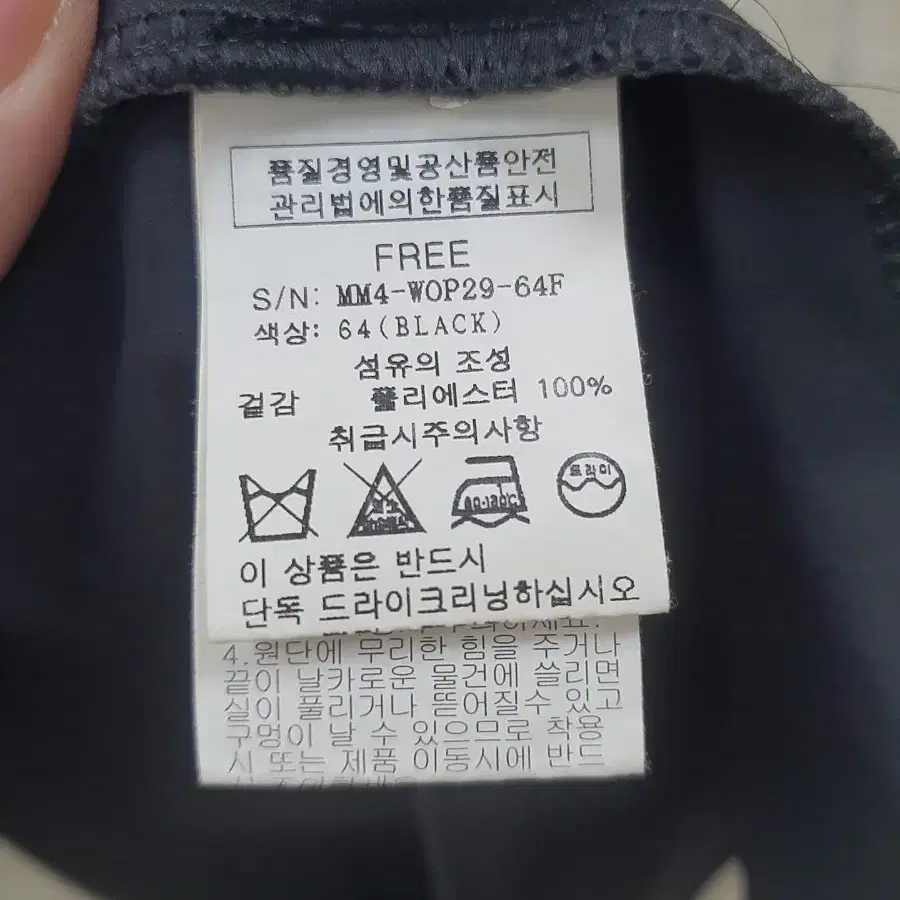 품질경영및공산품안전
관리법에의한품질표시
FREE
S/N: MM4-WOP29-64F
색상: 64(BLACK)
섬유의 조성
겉감 폴리에스터 100%
취급시주의사항
드라이
이 상품은 반드시
단독 드라이크리닝하십시오
4.원단에 무리한 힘을 주거나
끝이 날카로운 물건에 쓸리면
실이 풀리거나 뜯어질수 있고
구멍이 날 수 있으므로 착용
시 또는 제품 이동시에 반드